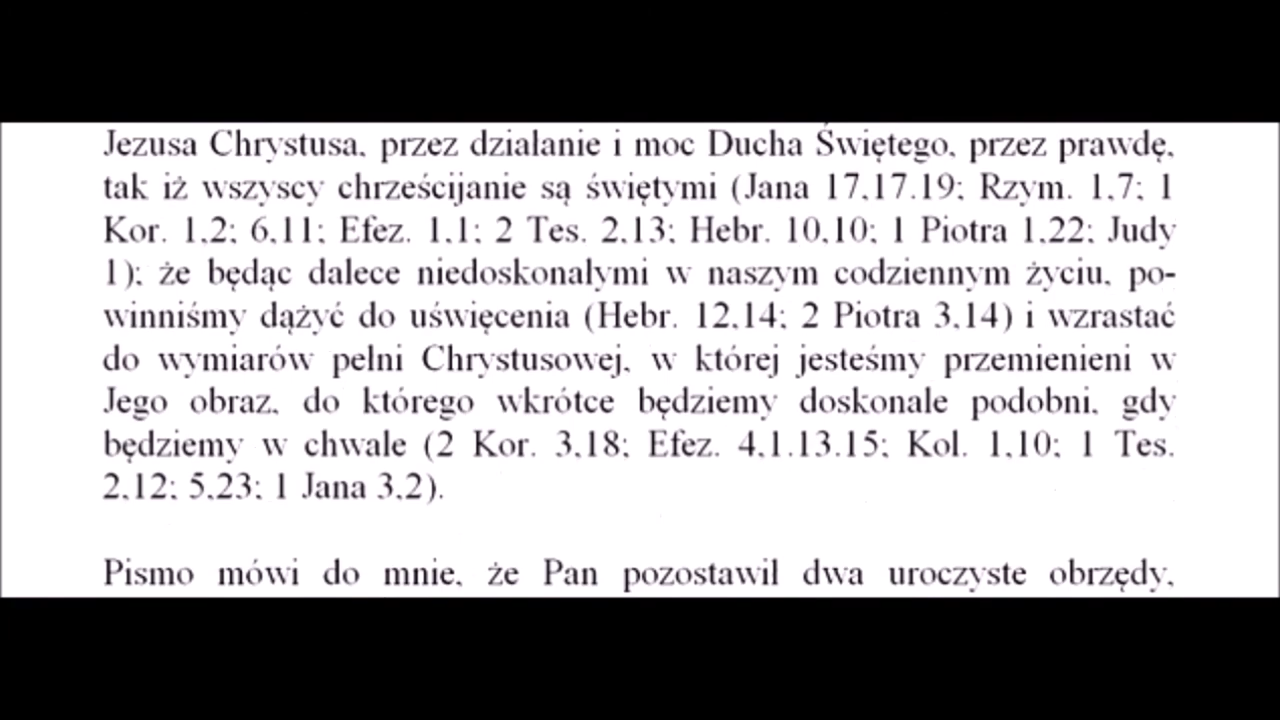 Jezusa Chrystusa, przez działanie i moc Ducha Świętego, przez prawdę,
tak iż wszyscy chrześcijanie są świętymi (Jana 17,17.19; Rzym. 1,7; 1
Kor. 1,2; 6,11; Efez. 1,1; 2 Tes. 2,13; Hebr. 10,10; 1 Piotra 1,22; Judy
1); że będąc dalece niedoskonałymi w naszym codziennym życiu, po-
winniśmy dążyć do uświęcenia (Hebr. 12,14; 2 Piotra 3,14) i wzrastać
do wymiarów pełni Chrystusowej, w której jesteśmy przemienieni w
Jego obraz, do którego wkrótce będziemy doskonale podobni, gdy
będziemy w chwale (2 Kor. 3,18; Efez. 4,1.13.15; Kol. 1,10; 1 Tes.
2,12; 5,23; 1 Jana 3,2).
Pismo mówi do mnie, że Pan pozostawił dwa uroczyste obrzędy,